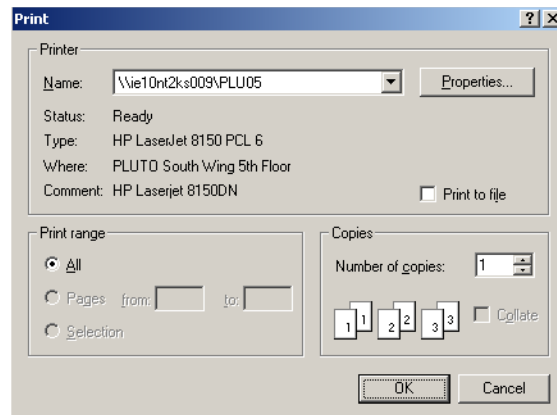 Print
Printer
Name: \\ie10nt2ks009\PLU05 Properties...
Status: Ready
Type: HP LaserJet 8150 PCL 6
Where: PLUTO South Wing 5th Floor
Comment: HP Laserjet 8150DN Print to file
Print range
All
Pages from: to:
Selection
Copies
Number of copies: 1
1 1 2 2 3 3 Collate
OK Cancel